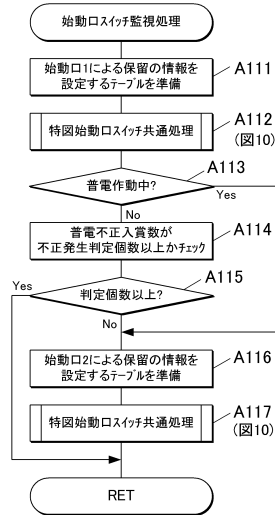 始動口スイッチ監視処理
始動口1による保留の情報を
設定するテーブルを準備
A111
特図始動口スイッチ共通処理
A112
(図10)
普電作動中?
A113
Yes
No
普電不正入賞数が
不正発生判定個数以上かチェック
A114
判定個数以上?
A115
Yes
No
始動口2による保留の情報を
設定するテーブルを準備
A116
特図始動口スイッチ共通処理
A117
(図10)
RET